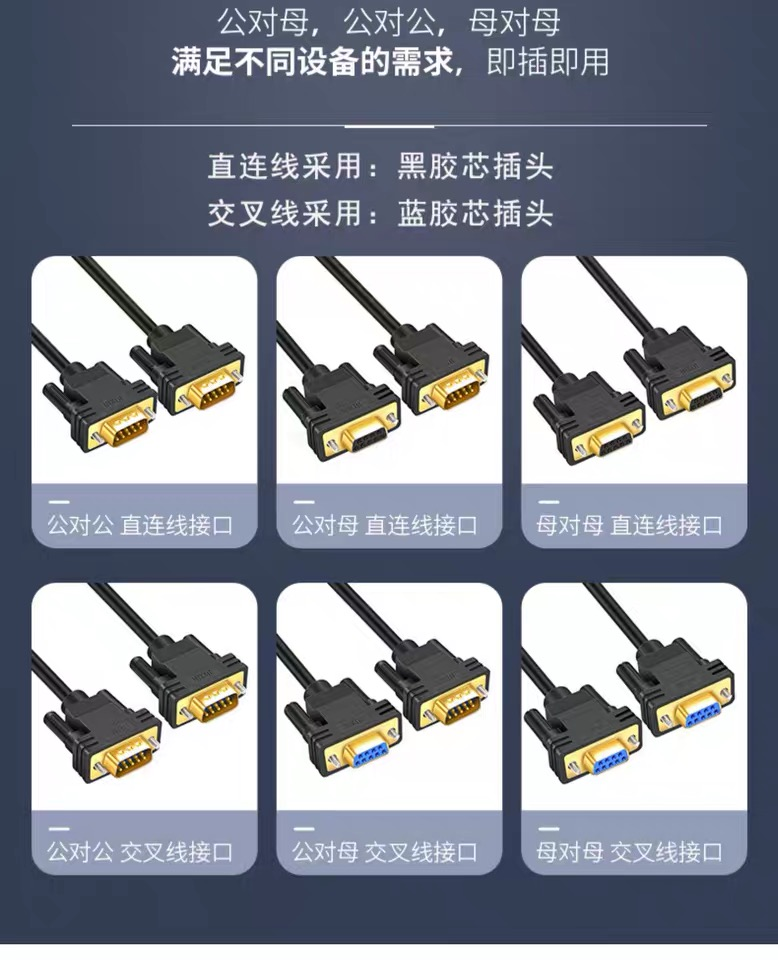 公对母，公对公，母对母
满足不同设备的需求，即插即用
直连线采用：黑胶芯插头
交叉线采用：蓝胶芯插头
公对公 直连线接口
公对母 直连线接口
母对母 直连线接口
公对公 交叉线接口
公对母 交叉线接口
母对母 交叉线接口